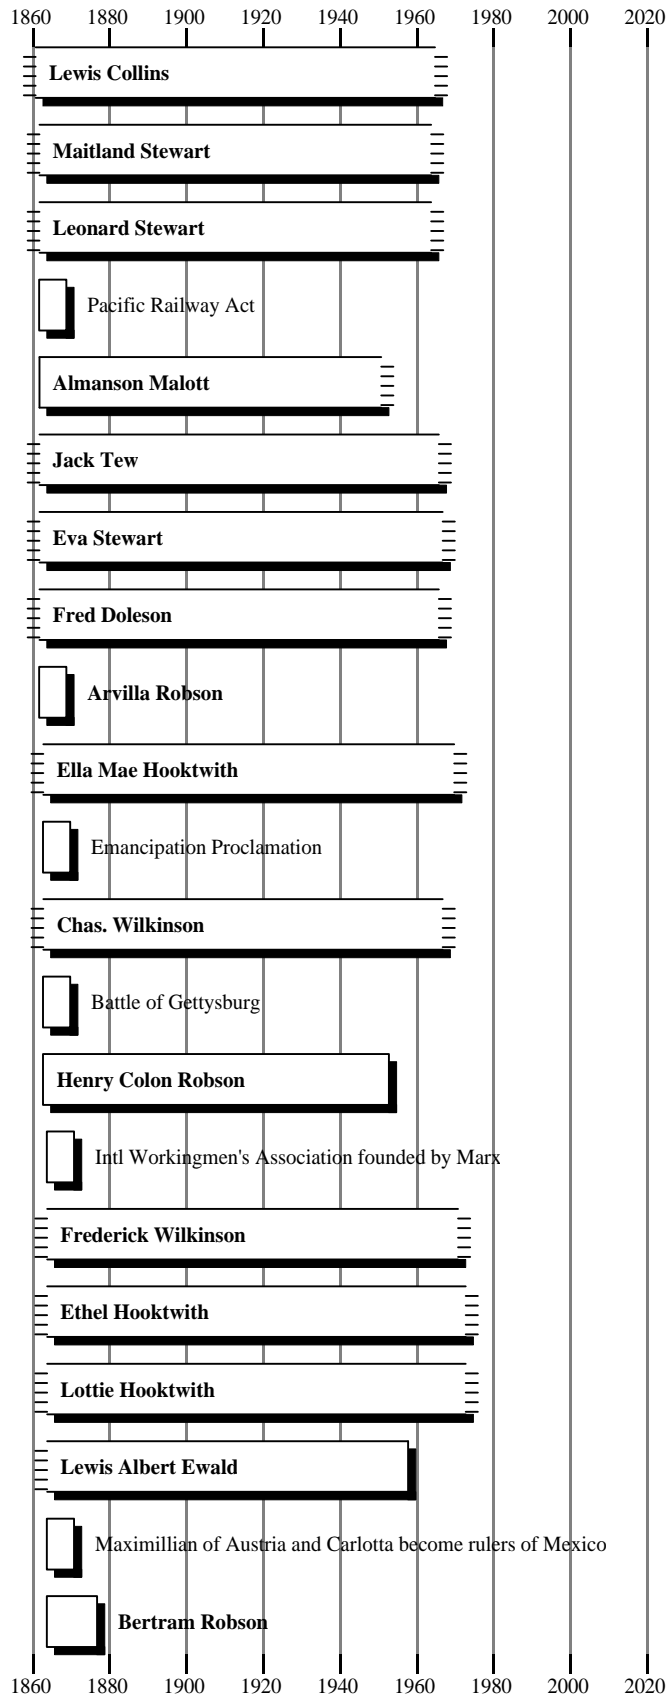 1860 1880 1900 1920 1940 1960 1980 2000 2020
Lewis Collins
Maitland Stewart
Leonard Stewart
Pacific Railway Act
Almanson Malott
Jack Tew
Eva Stewart
Fred Doleson
Arvilla Robson
Ella Mae Hooktwith
Emancipation Proclamation
Chas. Wilkinson
Battle of Gettysburg
Henry Colon Robson
Intl Workingmen's Association founded by Marx
Frederick Wilkinson
Ethel Hooktwith
Lottie Hooktwith
Lewis Albert Ewald
Maximillian of Austria and Carlotta become rulers of Mexico
Bertram Robson
1860 1880 1900 1920 1940 1960 1980 2000 2020